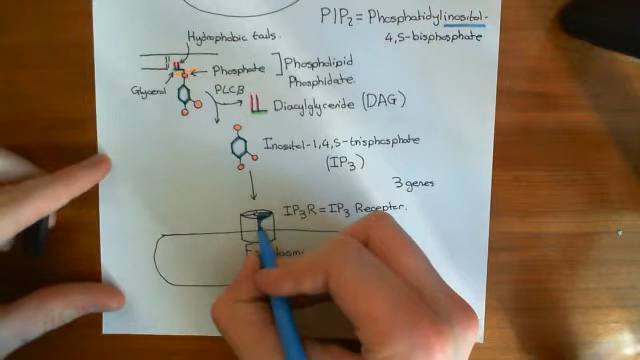 PIP₂ = Phosphatidylinositol-
4,5-bisphosphate
Hydrophobic tails.
Phosphate
Phospholipid
Phosphidate.
Glycerol
PLCβ
Diacylglyceride (DAG)
Inositol-1,4,5-trisphosphate
(IP₃)
3 genes
IP₃R = IP₃ Receptor.